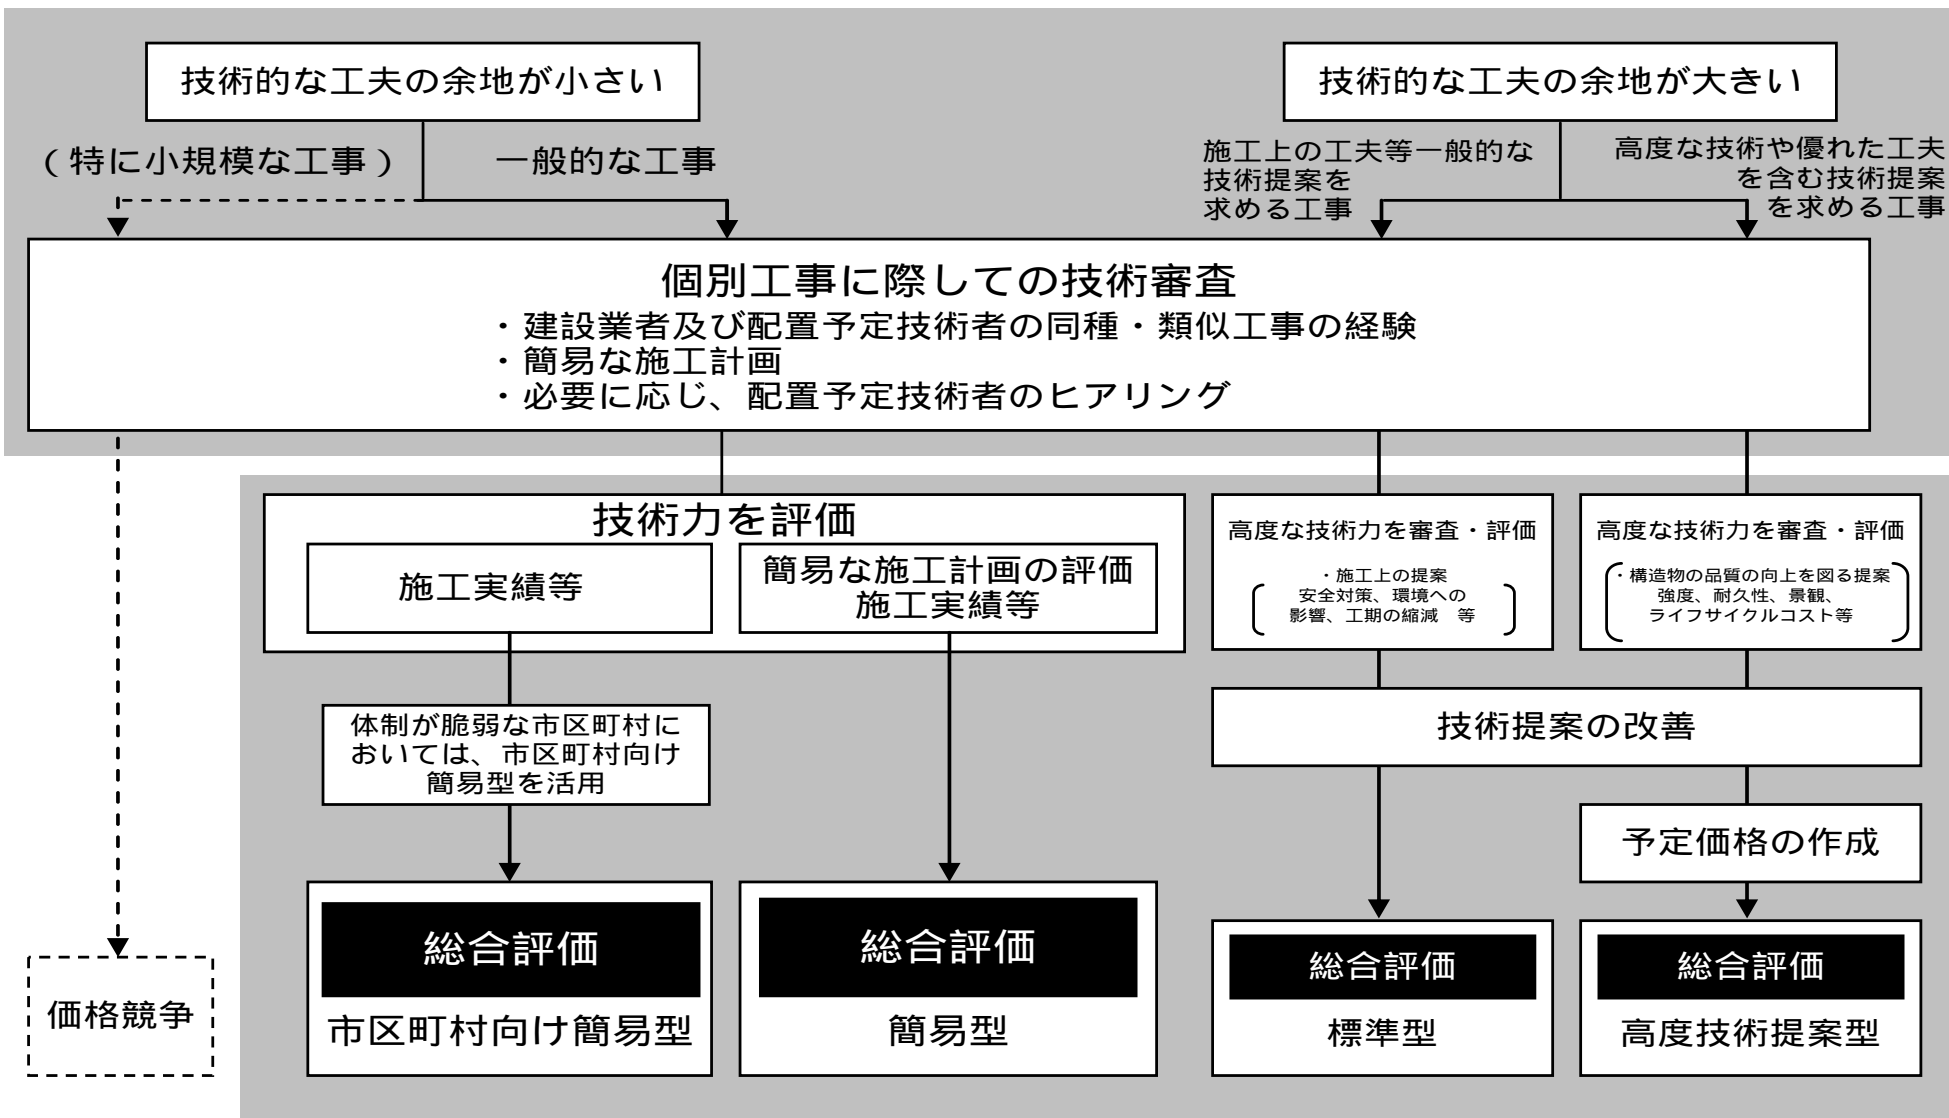 技術的な工夫の余地が小さい
技術的な工夫の余地が大きい
（特に小規模な工事）
一般的な工事
施工上の工夫等一般的な
技術提案を
求める工事
高度な技術や優れた工夫
を含む技術提案
を求める工事
個別工事に際しての技術審査
・建設業者及び配置予定技術者の同種・類似工事の経験
・簡易な施工計画
・必要に応じ、配置予定技術者のヒアリング
技術力を評価
施工実績等
簡易な施工計画の評価
施工実績等
高度な技術力を審査・評価
・施工上の提案
安全対策、環境への
影響、工期の縮減　等
高度な技術力を審査・評価
・構造物の品質の向上を図る提案
強度、耐久性、景観、
ライフサイクルコスト等
体制が脆弱な市区町村に
おいては、市区町村向け
簡易型を活用
技術提案の改善
予定価格の作成
価格競争
総合評価
市区町村向け簡易型
総合評価
簡易型
総合評価
標準型
総合評価
高度技術提案型